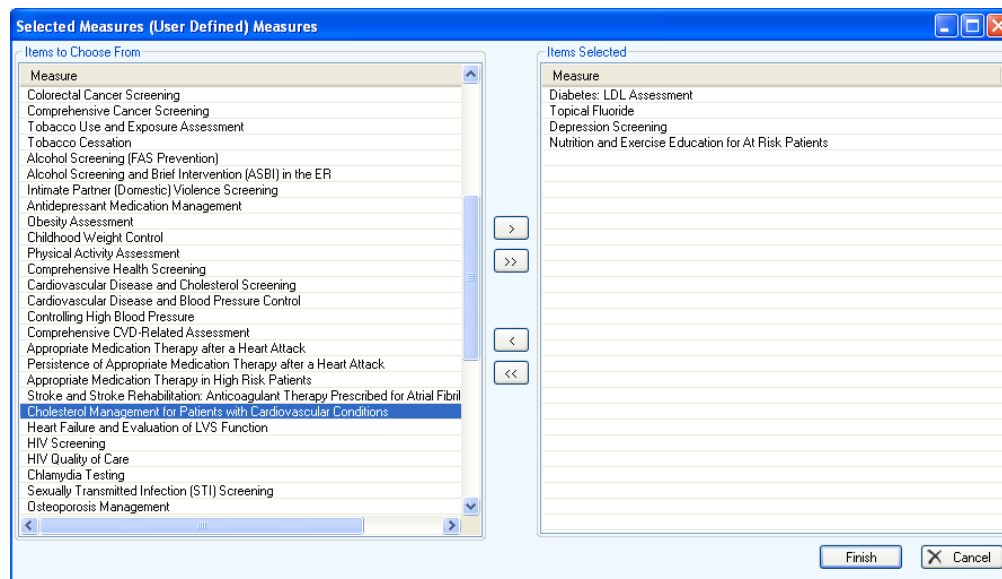 Selected Measures (User Defined) Measures
Items to Choose From
Measure
Colorectal Cancer Screening
Comprehensive Cancer Screening
Tobacco Use and Exposure Assessment
Tobacco Cessation
Alcohol Screening (FAS Prevention)
Alcohol Screening and Brief Intervention (ASBI) in the ER
Intimate Partner (Domestic) Violence Screening
Antidepressant Medication Management
Obesity Assessment
Childhood Weight Control
Physical Activity Assessment
Comprehensive Health Screening
Cardiovascular Disease and Cholesterol Screening
Cardiovascular Disease and Blood Pressure Control
Controlling High Blood Pressure
Comprehensive CVD-Related Assessment
Appropriate Medication Therapy after a Heart Attack
Persistence of Appropriate Medication Therapy after a Heart Attack
Appropriate Medication Therapy in High Risk Patients
Stroke and Stroke Rehabilitation: Anticoagulant Therapy Prescribed for Atrial Fibril
Cholesterol Management for Patients with Cardiovascular Conditions
Heart Failure and Evaluation of LVS Function
HIV Screening
HIV Quality of Care
Chlamydia Testing
Sexually Transmitted Infection (STI) Screening
Osteoporosis Management
>
>>
<
<<
Items Selected
Measure
Diabetes: LDL Assessment
Topical Fluoride
Depression Screening
Nutrition and Exercise Education for At Risk Patients
Finish
Cancel